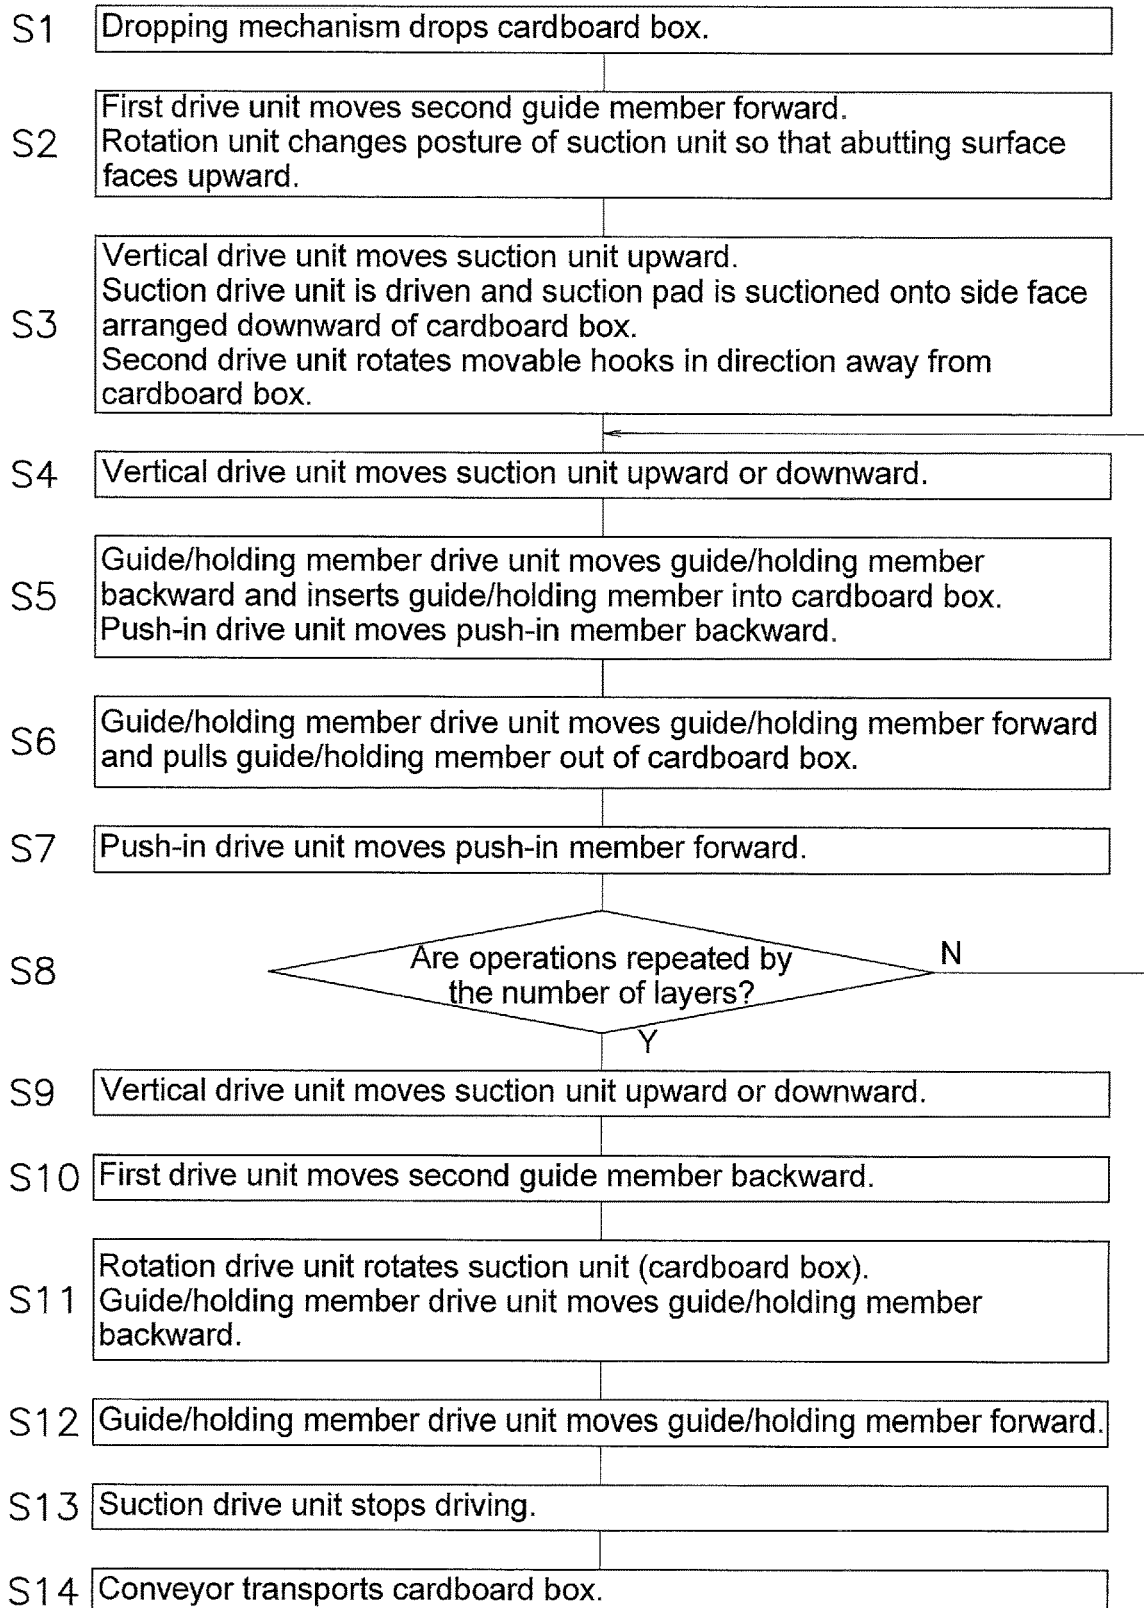 S1 Dropping mechanism drops cardboard box.
First drive unit moves second guide member forward.
S2 Rotation unit changes posture of suction unit so that abutting surface
faces upward.
Vertical drive unit moves suction unit upward.
Suction drive unit is driven and suction pad is suctioned onto side face
S3 arranged downward of cardboard box.
Second drive unit rotates movable hooks in direction away from
cardboard box.
S4 Vertical drive unit moves suction unit upward or downward.
Guide/holding member drive unit moves guide/holding member
S5 backward and inserts guide/holding member into cardboard box.
Push-in drive unit moves push-in member backward.
S6 Guide/holding member drive unit moves guide/holding member forward
and pulls guide/holding member out of cardboard box.
S7 Push-in drive unit moves push-in member forward.
S8 Are operations repeated by N
the number of layers?
Y
S9 Vertical drive unit moves suction unit upward or downward.
S10 First drive unit moves second guide member backward.
Rotation drive unit rotates suction unit (cardboard box).
S11 Guide/holding member drive unit moves guide/holding member
backward.
S12 Guide/holding member drive unit moves guide/holding member forward.
S13 Suction drive unit stops driving.
S14 Conveyor transports cardboard box.